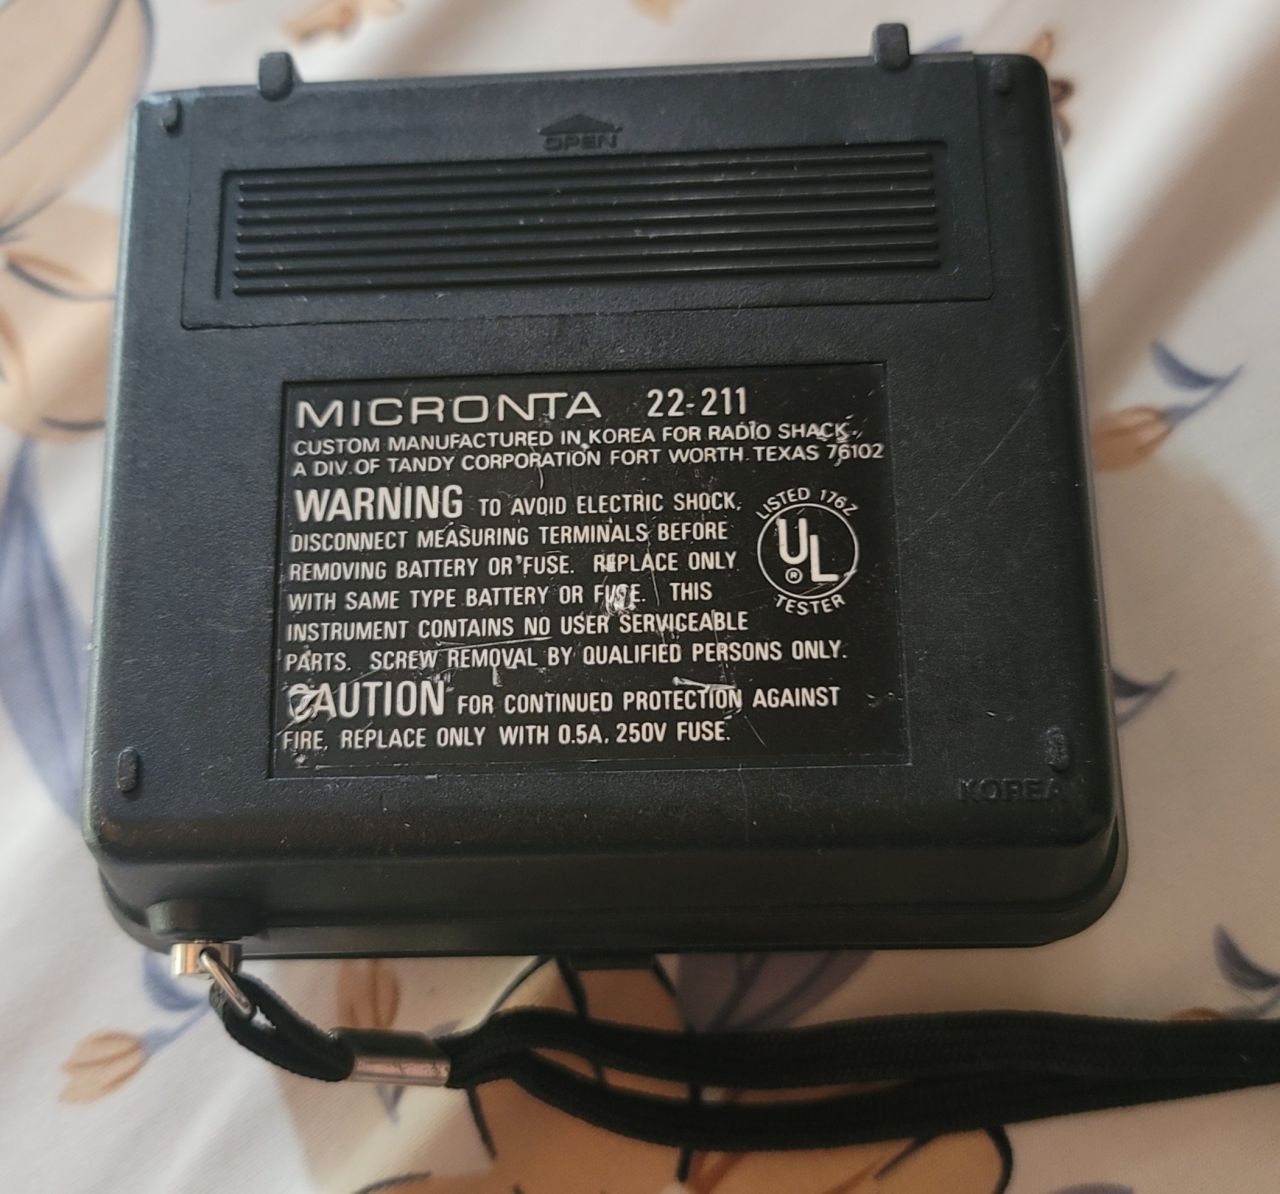 OPEN
MICRONTA 22-211
CUSTOM MANUFACTURED IN KOREA FOR RADIO SHACK.
A DIV. OF TANDY CORPORATION FORT WORTH. TEXAS 76102
WARNING TO AVOID ELECTRIC SHOCK,
DISCONNECT MEASURING TERMINALS BEFORE
REMOVING BATTERY OR FUSE. REPLACE ONLY
WITH SAME TYPE BATTERY OR FUSE. THIS
INSTRUMENT CONTAINS NO USER SERVICEABLE
PARTS. SCREW REMOVAL BY QUALIFIED PERSONS ONLY.
LISTED 176Z
UL
®
TESTER
CAUTION FOR CONTINUED PROTECTION AGAINST
FIRE, REPLACE ONLY WITH 0.5A, 250V FUSE.
KOREA